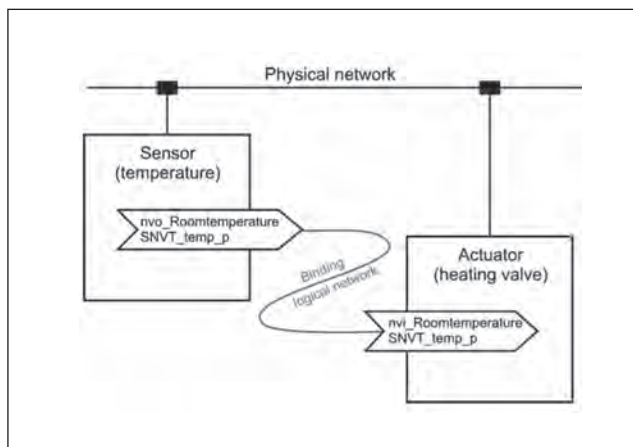 Physical network
Sensor
(temperature)
nvo_Roomtemperature
SNVT_temp_p
Binding
logical network
Actuator
(heating valve)
nvi_Roomtemperature
SNVT_temp_p